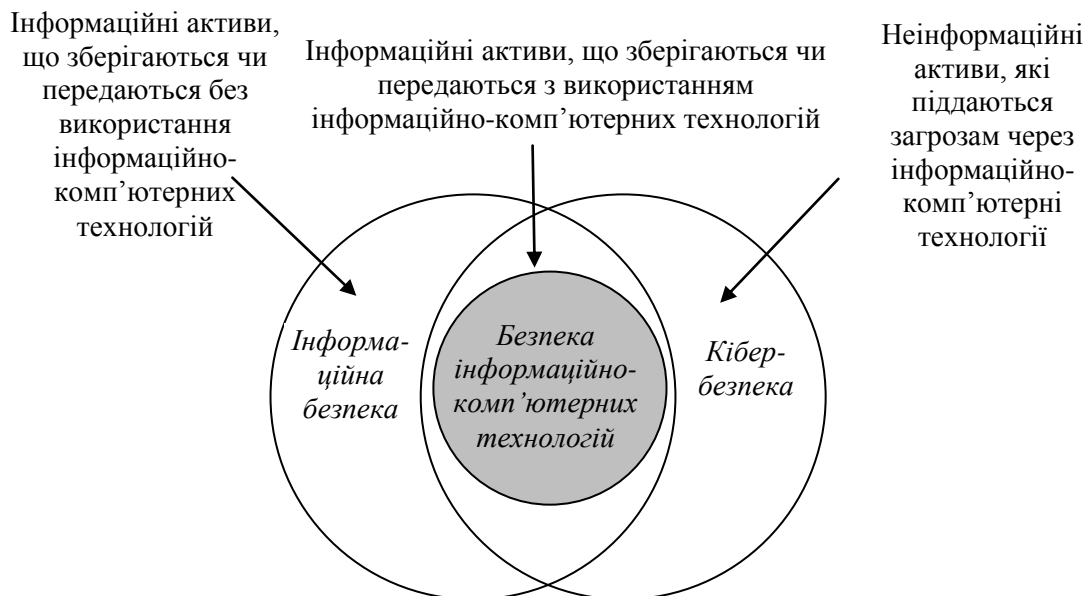 Інформаційні активи,
що зберігаються чи
передаються без
використання
інформаційно-
комп’ютерних
технологій
Інформаційні активи, що зберігаються чи
передаються з використанням
інформаційно-комп’ютерних технологій
Неінформаційні
активи, які
піддаються
загрозам через
інформаційно-
комп’ютерні
технології
Інформа-
ційна
безпека
Безпека
інформаційно-
комп’ютерних
технологій
Кібер-
безпека